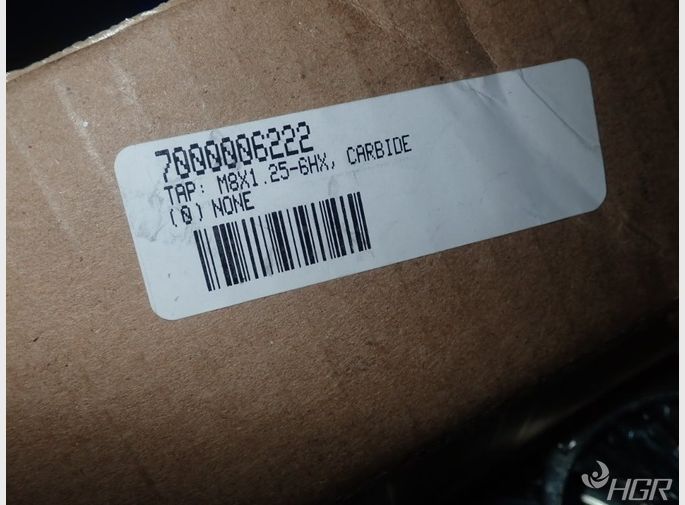 7000006222
TAP: M8X1.25-6HX, CARBIDE
(0) NONE
HGR